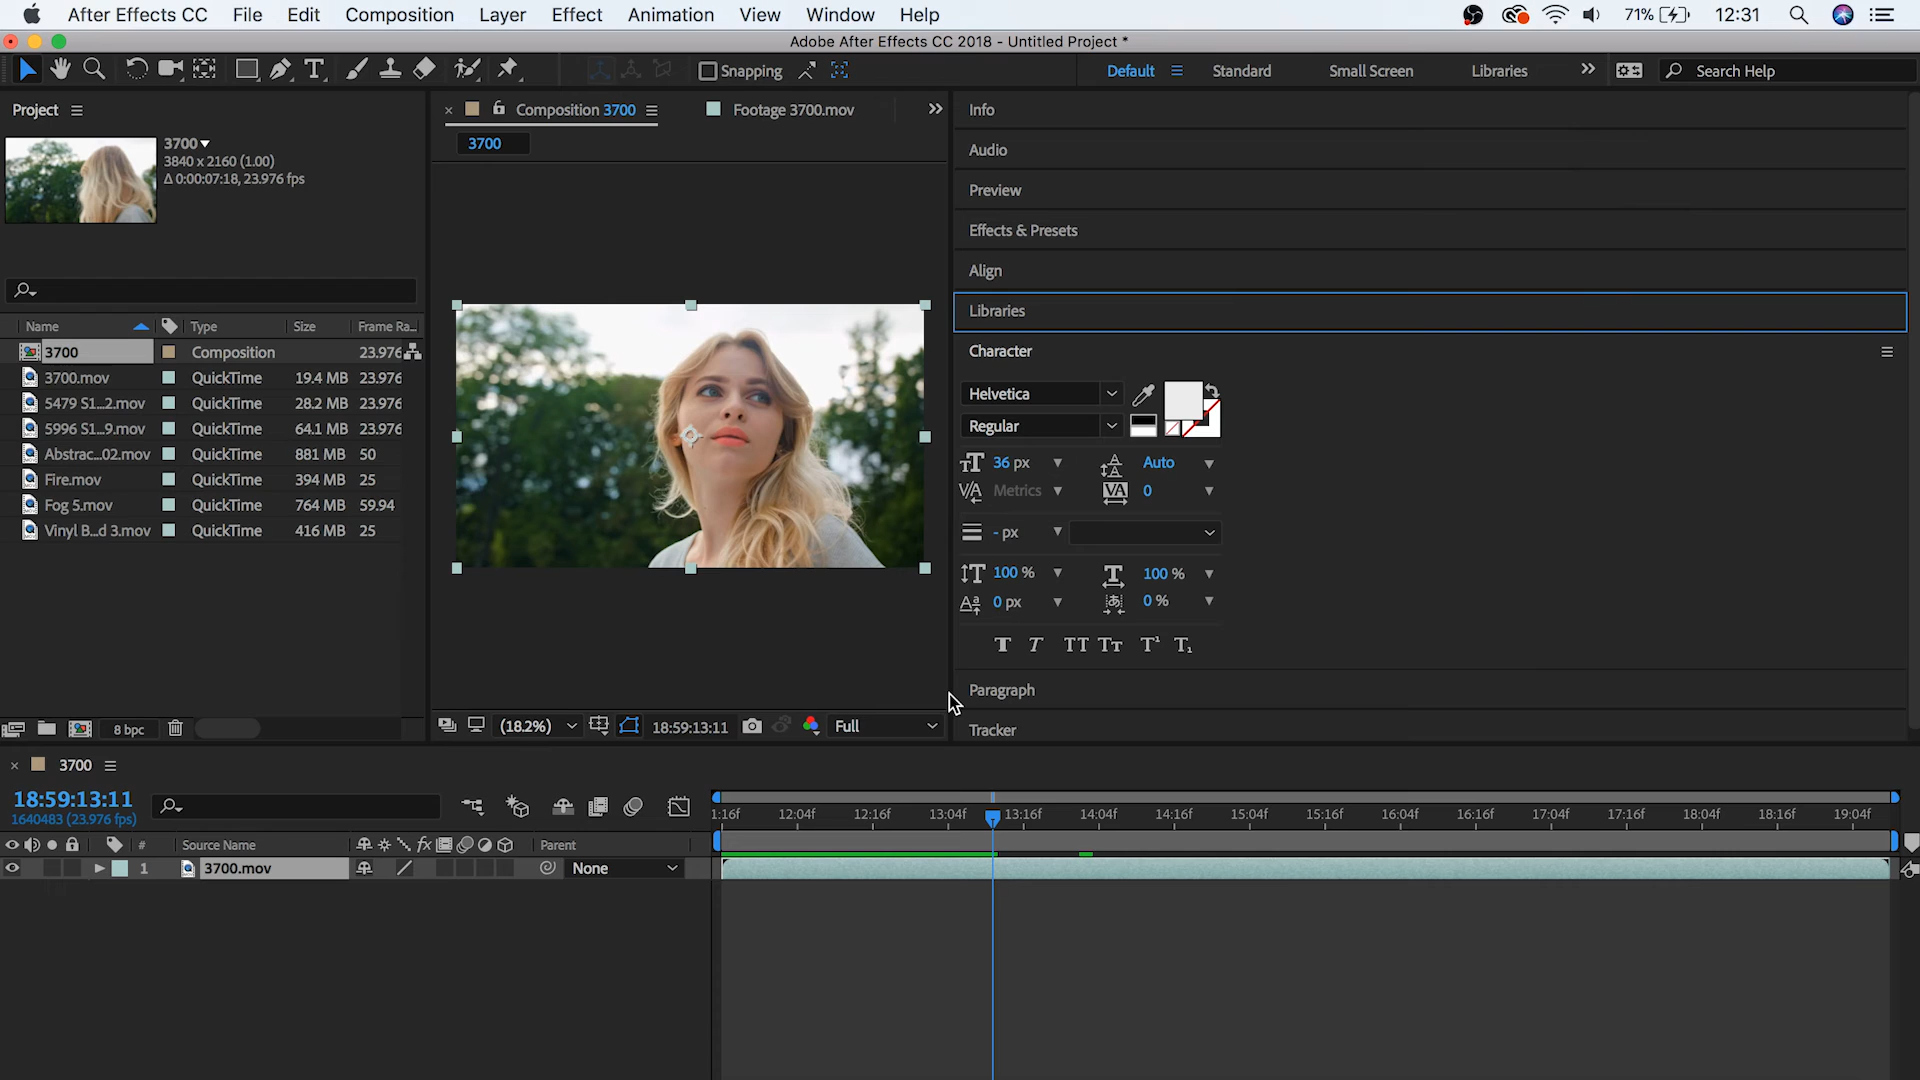 After Effects CC File Edit Composition Layer Effect Animation View Window Help 71% 12:31
Adobe After Effects CC 2018 - Untitled Project *
Snapping Default Standard Small Screen Libraries Search Help
Project
3700
3840 x 2160 (1.00)
Δ 0:00:07:18, 23.976 fps
Name Type Size Frame Ra...
3700 Composition 23.976
3700.mov QuickTime 19.4 MB 23.976
5479 S1...2.mov QuickTime 28.2 MB 23.976
5996 S1...9.mov QuickTime 64.1 MB 23.976
Abstrac...02.mov QuickTime 881 MB 50
Fire.mov QuickTime 394 MB 25
Fog 5.mov QuickTime 764 MB 59.94
Vinyl B...d 3.mov QuickTime 416 MB 25
8 bpc
Composition 3700 Footage 3700.mov
3700
(18.2%) 18:59:13:11 Full
Info
Audio
Preview
Effects & Presets
Align
Libraries
Character
Helvetica
Regular
36 px Auto
Metrics 0
- px
100 % 100 %
0 px 0 %
Paragraph
Tracker
3700
18:59:13:11
1640483 (23.976 fps)
1:16f 12:04f 12:16f 13:04f 13:16f 14:04f 14:16f 15:04f 15:16f 16:04f 16:16f 17:04f 17:16f 18:04f 18:16f 19:04f
# Source Name Parent
1 3700.mov None